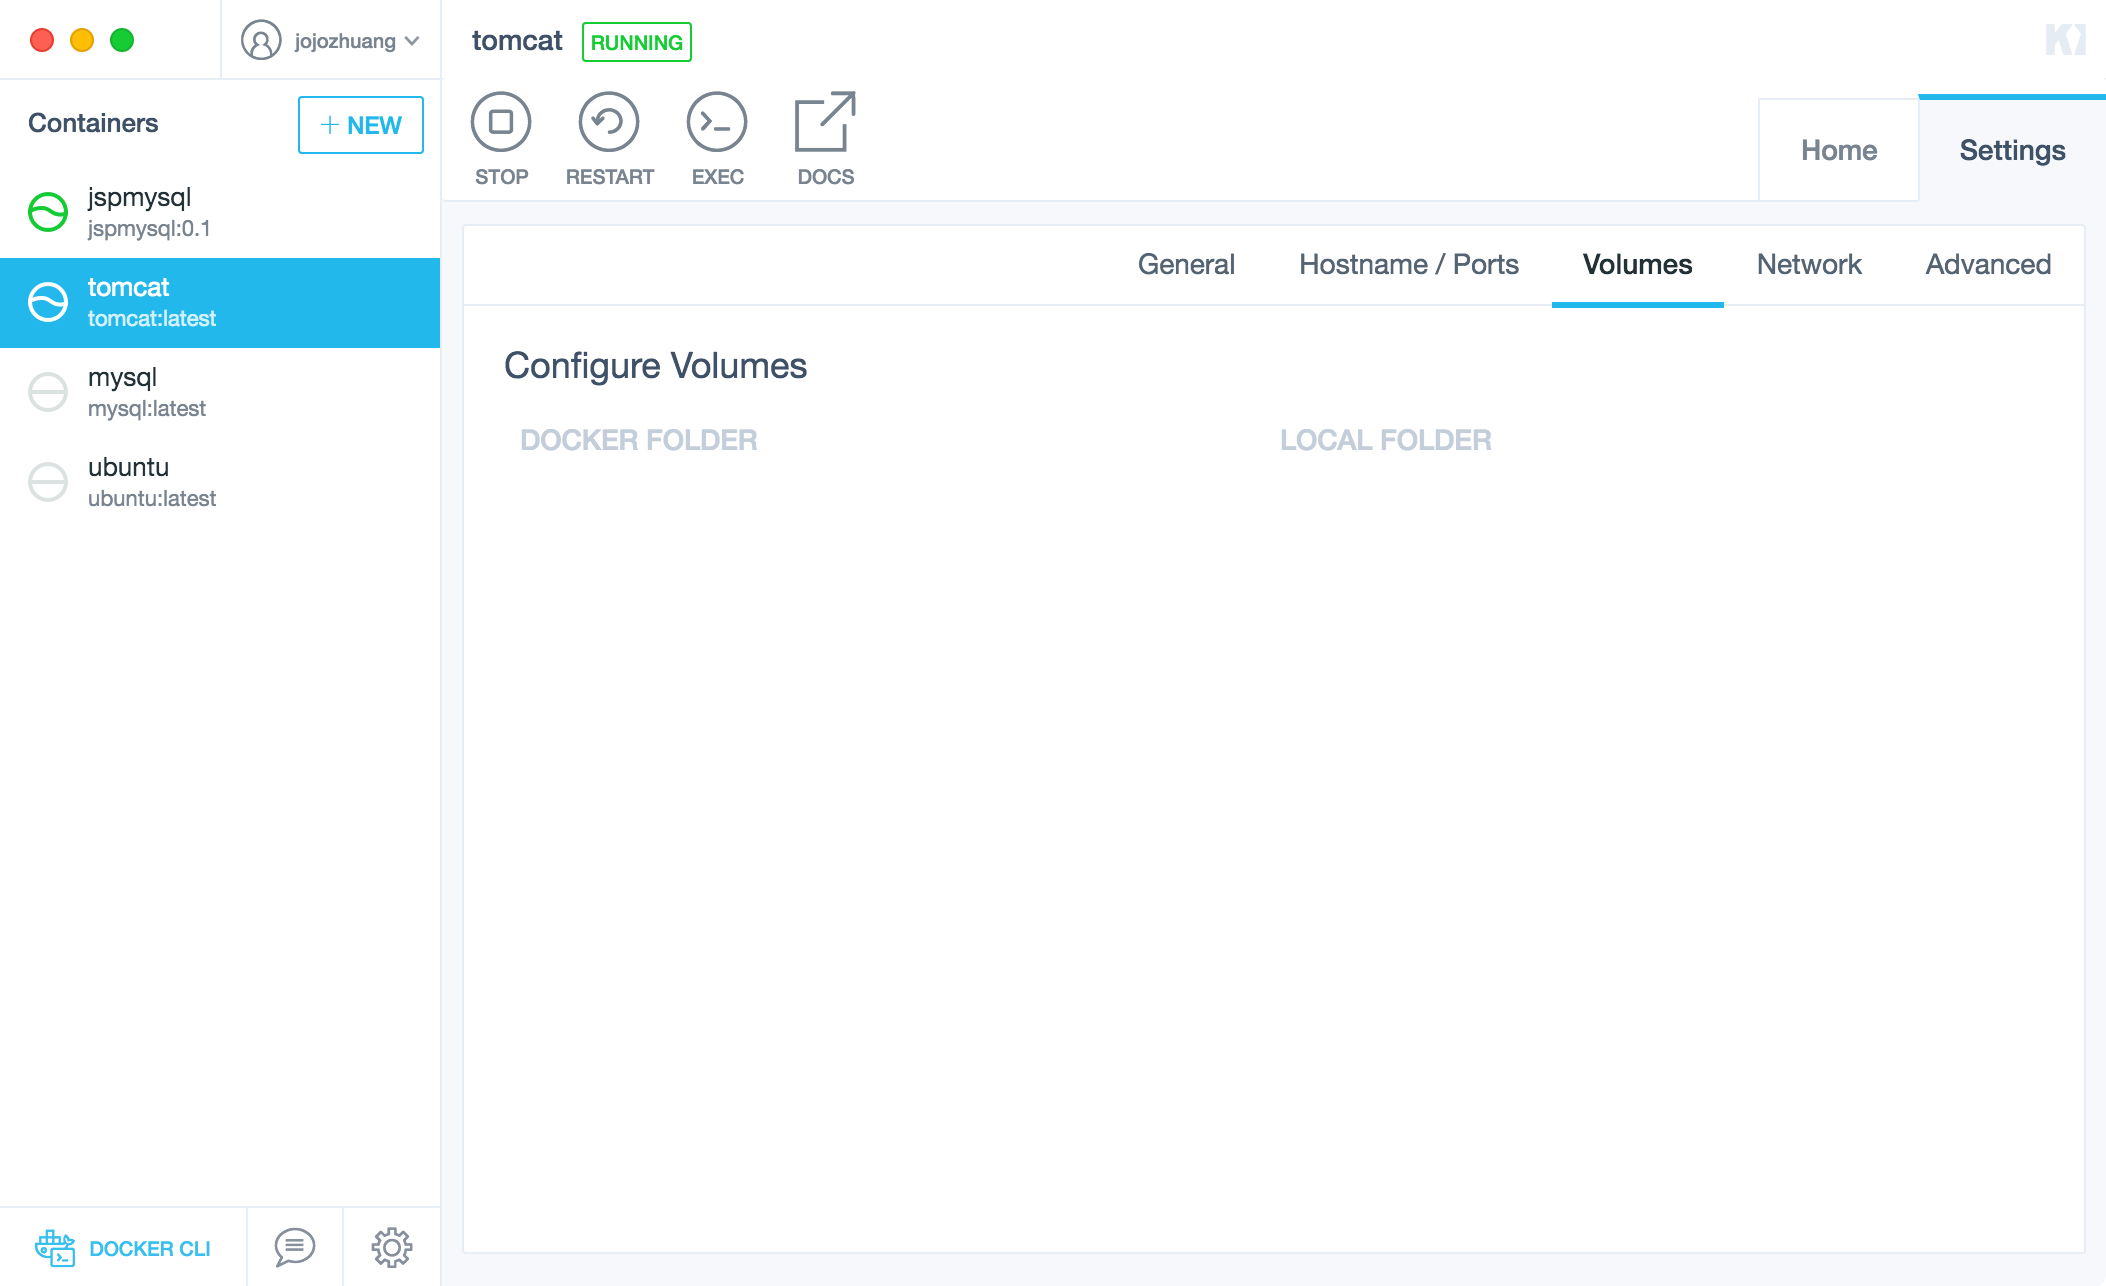 jojozhuang
Containers
+ NEW
jspmysql
jspmysql:0.1
tomcat
tomcat:latest
mysql
mysql:latest
ubuntu
ubuntu:latest
DOCKER CLI
tomcat RUNNING
STOP RESTART EXEC DOCS
Home Settings
General Hostname / Ports Volumes Network Advanced
Configure Volumes
DOCKER FOLDER LOCAL FOLDER